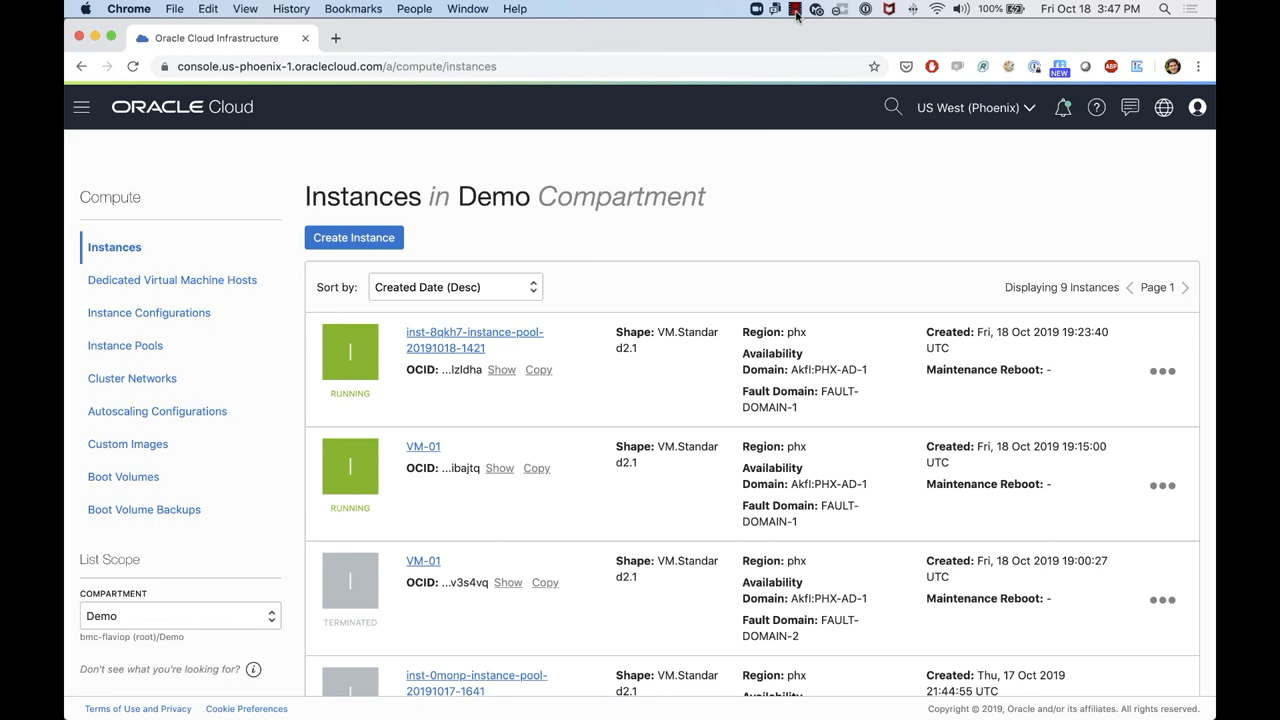 Chrome File Edit View History Bookmarks People Window Help 100% Fri Oct 18 3:47 PM
Oracle Cloud Infrastructure
console.us-phoenix-1.oraclecloud.com/a/compute/instances
NEW
ABP
ORACLE Cloud
US West (Phoenix)
Compute
Instances
Dedicated Virtual Machine Hosts
Instance Configurations
Instance Pools
Cluster Networks
Autoscaling Configurations
Custom Images
Boot Volumes
Boot Volume Backups
List Scope
COMPARTMENT
Demo
bmc-flaviop (root)/Demo
Don't see what you're looking for?
Instances in Demo Compartment
Create Instance
Sort by: Created Date (Desc)
Displaying 9 Instances Page 1
I
RUNNING
inst-8qkh7-instance-pool-
20191018-1421
OCID: ...lzldha Show Copy
Shape: VM.Standar
d2.1
Region: phx
Availability
Domain: Akfl:PHX-AD-1
Fault Domain: FAULT-
DOMAIN-1
Created: Fri, 18 Oct 2019 19:23:40
UTC
Maintenance Reboot: -
I
RUNNING
VM-01
OCID: ...ibajtq Show Copy
Shape: VM.Standar
d2.1
Region: phx
Availability
Domain: Akfl:PHX-AD-1
Fault Domain: FAULT-
DOMAIN-1
Created: Fri, 18 Oct 2019 19:15:00
UTC
Maintenance Reboot: -
I
TERMINATED
VM-01
OCID: ...v3s4vq Show Copy
Shape: VM.Standar
d2.1
Region: phx
Availability
Domain: Akfl:PHX-AD-1
Fault Domain: FAULT-
DOMAIN-2
Created: Fri, 18 Oct 2019 19:00:27
UTC
Maintenance Reboot: -
I
inst-0monp-instance-pool-
20191017-1641
Shape: VM.Standar
d2.1
Region: phx
Availability
Created: Thu, 17 Oct 2019
21:44:55 UTC
Terms of Use and Privacy Cookie Preferences
Copyright © 2019, Oracle and/or its affiliates. All rights reserved.